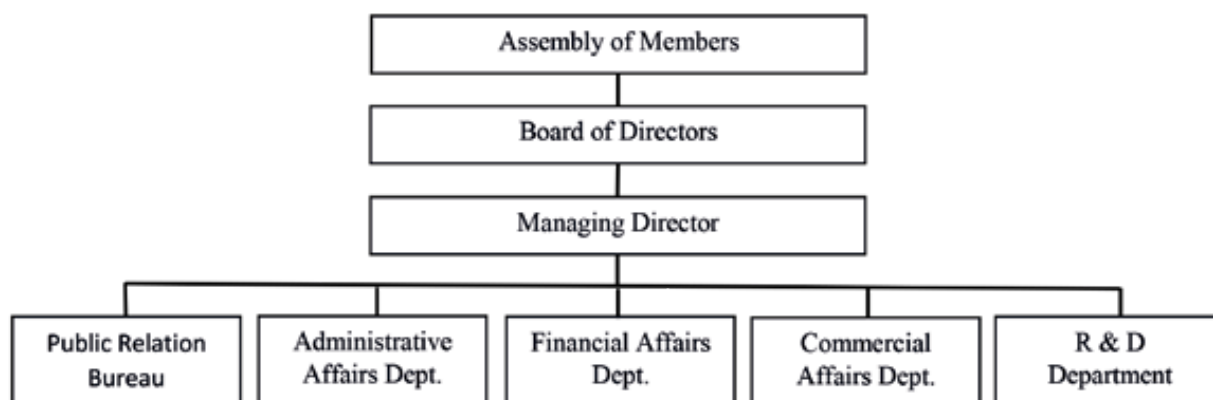 Assembly of Members
Board of Directors
Managing Director
Public Relation
Bureau
Administrative
Affairs Dept.
Financial Affairs
Dept.
Commercial
Affairs Dept.
R & D
Department